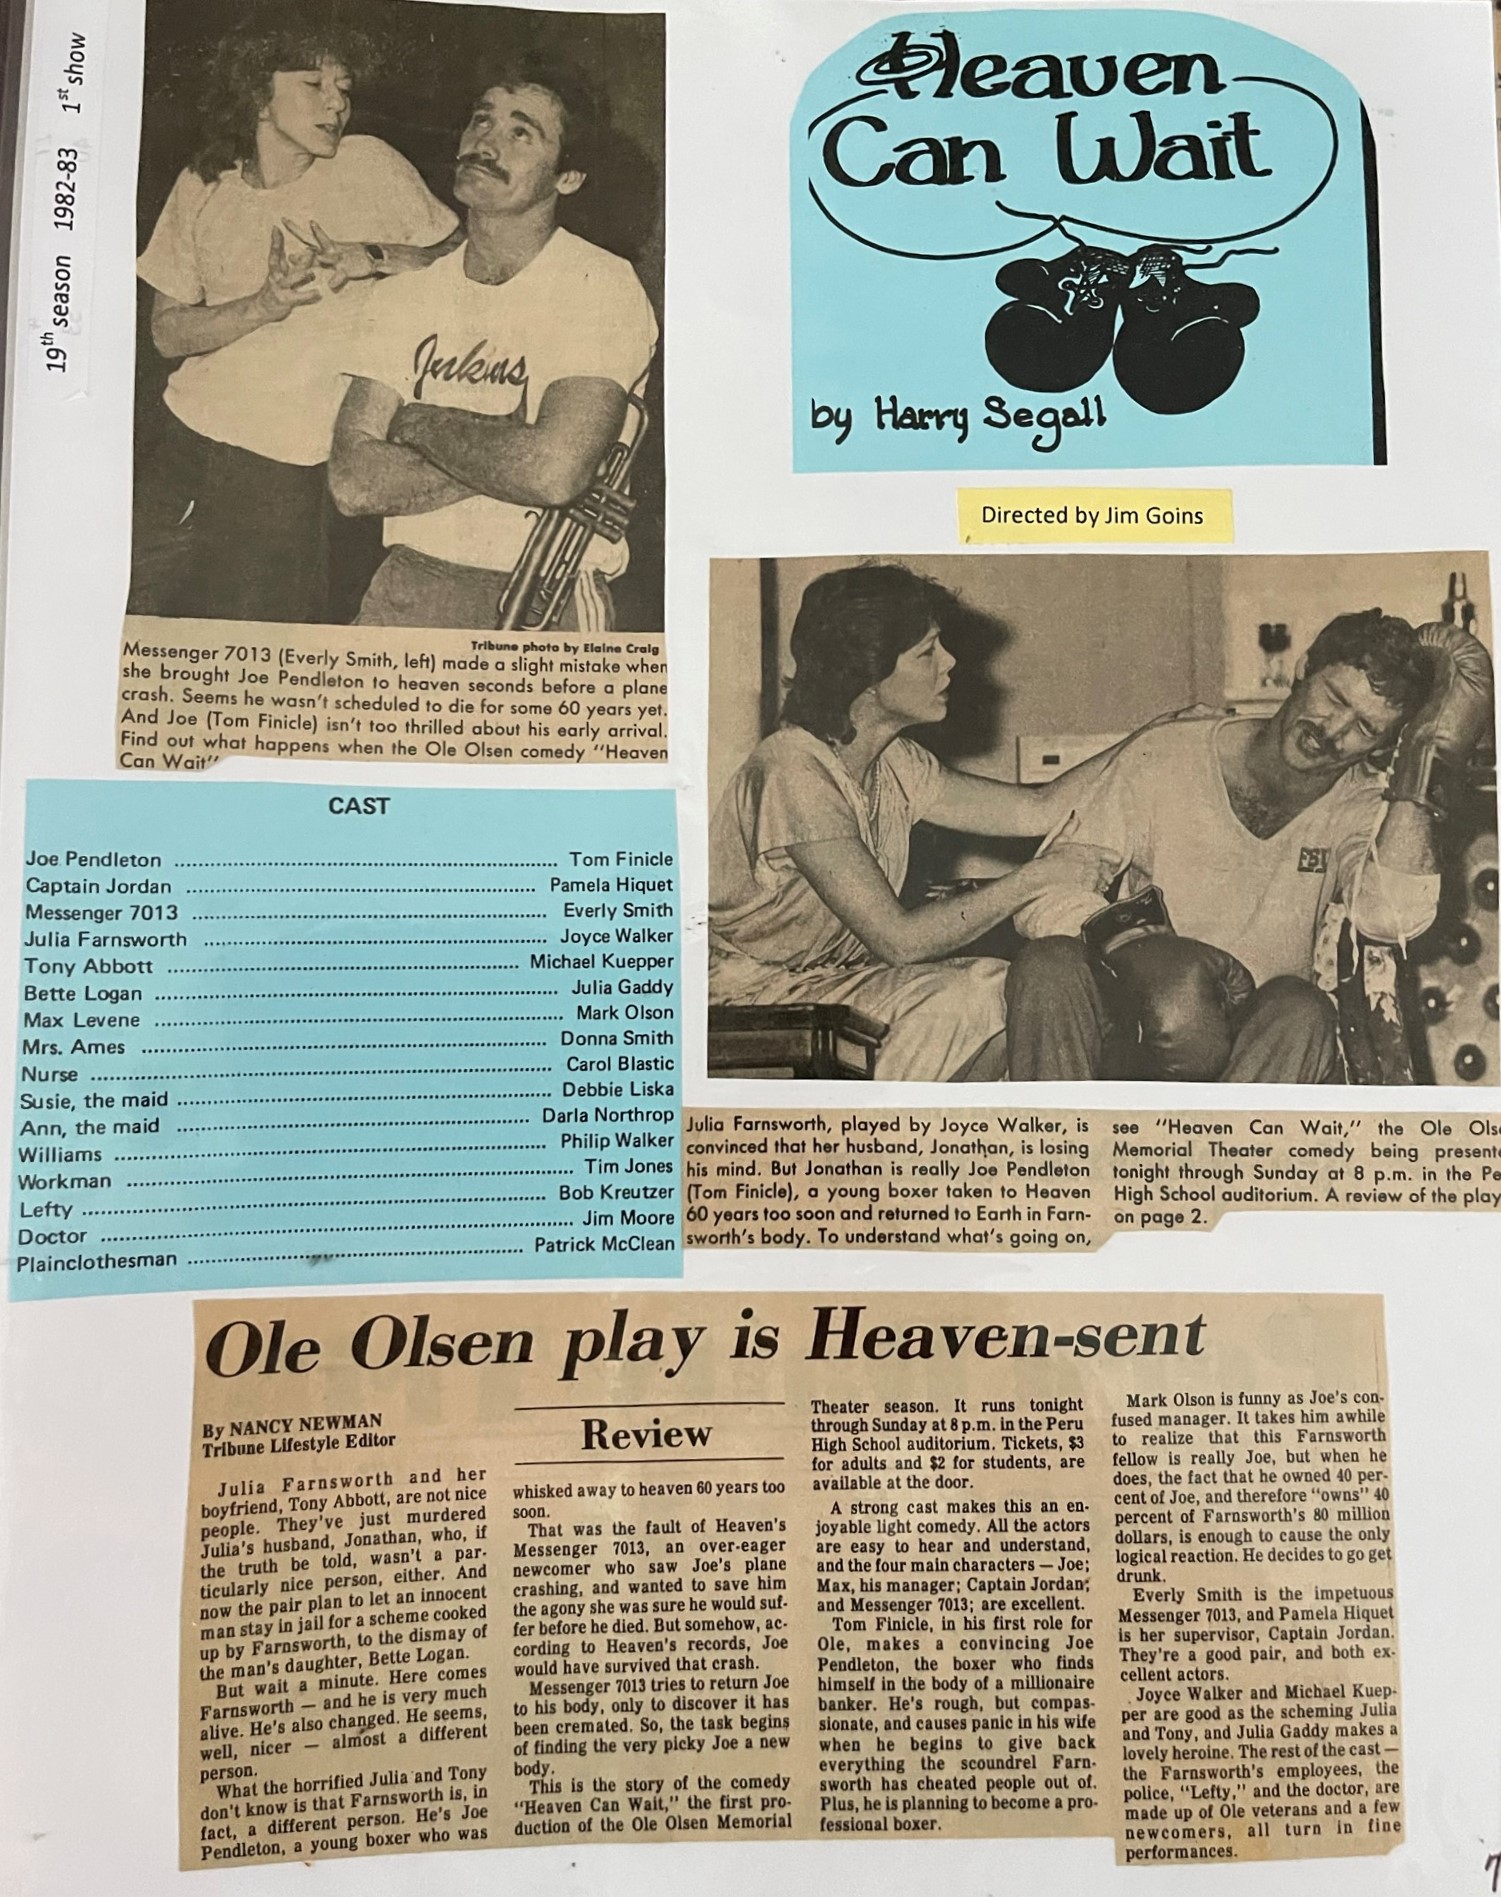 19th season 1982-83 1st show
Heaven
Can Wait
by Harry Segall
Directed by Jim Goins
Jenkins
Tribune photo by Elaine Craig
Messenger 7013 (Everly Smith, left) made a slight mistake when
she brought Joe Pendleton to heaven seconds before a plane
crash. Seems he wasn't scheduled to die for some 60 years yet.
And Joe (Tom Finicle) isn't too thrilled about his early arrival.
Find out what happens when the Ole Olsen comedy "Heaven
Can Wait"
CAST
Joe Pendleton ........ Tom Finicle
Captain Jordan ........ Pamela Hiquet
Messenger 7013 ........ Everly Smith
Julia Farnsworth ........ Joyce Walker
Tony Abbott ........ Michael Kuepper
Bette Logan ........ Julia Gaddy
Max Levene ........ Mark Olson
Mrs. Ames ........ Donna Smith
Nurse ........ Carol Blastic
Susie, the maid ........ Debbie Liska
Ann, the maid ........ Darla Northrop
Williams ........ Philip Walker
Workman ........ Tim Jones
Lefty ........ Bob Kreutzer
Doctor ........ Jim Moore
Plainclothesman ........ Patrick McClean
Julia Farnsworth, played by Joyce Walker, is
convinced that her husband, Jonathan, is losing
his mind. But Jonathan is really Joe Pendleton
(Tom Finicle), a young boxer taken to Heaven
60 years too soon and returned to Earth in Farn-
sworth's body. To understand what's going on,
see "Heaven Can Wait," the Ole Ols
Memorial Theater comedy being present
tonight through Sunday at 8 p.m. in the Pe
High School auditorium. A review of the play
on page 2.
Ole Olsen play is Heaven-sent
By NANCY NEWMAN
Tribune Lifestyle Editor
Julia Farnsworth and her
boyfriend, Tony Abbott, are not nice
people. They've just murdered
Julia's husband, Jonathan, who, if
the truth be told, wasn't a par-
ticularly nice person, either. And
now the pair plan to let an innocent
man stay in jail for a scheme cooked
up by Farnsworth, to the dismay of
the man's daughter, Bette Logan.
But wait a minute. Here comes
Farnsworth — and he is very much
alive. He's also changed. He seems,
well, nicer — almost a different
person.
What the horrified Julia and Tony
don't know is that Farnsworth is, in
fact, a different person. He's Joe
Pendleton, a young boxer who was
Review
whisked away to heaven 60 years too
soon.
That was the fault of Heaven's
Messenger 7013, an over-eager
newcomer who saw Joe's plane
crashing, and wanted to save him
the agony she was sure he would suf-
fer before he died. But somehow, ac-
cording to Heaven's records, Joe
would have survived that crash.
Messenger 7013 tries to return Joe
to his body, only to discover it has
been cremated. So, the task begins
of finding the very picky Joe a new
body.
This is the story of the comedy
"Heaven Can Wait," the first pro-
duction of the Ole Olsen Memorial
Theater season. It runs tonight
through Sunday at 8 p.m. in the Peru
High School auditorium. Tickets, $3
for adults and $2 for students, are
available at the door.
A strong cast makes this an en-
joyable light comedy. All the actors
are easy to hear and understand,
and the four main characters — Joe;
Max, his manager; Captain Jordan;
and Messenger 7013; are excellent.
Tom Finicle, in his first role for
Ole, makes a convincing Joe
Pendleton, the boxer who finds
himself in the body of a millionaire
banker. He's rough, but compas-
sionate, and causes panic in his wife
when he begins to give back
everything the scoundrel Farn-
sworth has cheated people out of.
Plus, he is planning to become a pro-
fessional boxer.
Mark Olson is funny as Joe's con-
fused manager. It takes him awhile
to realize that this Farnsworth
fellow is really Joe, but when he
does, the fact that he owned 40 per-
cent of Joe, and therefore "owns" 40
percent of Farnsworth's 80 million
dollars, is enough to cause the only
logical reaction. He decides to go get
drunk.
Everly Smith is the impetuous
Messenger 7013, and Pamela Hiquet
is her supervisor, Captain Jordan.
They're a good pair, and both ex-
cellent actors.
Joyce Walker and Michael Kuep-
per are good as the scheming Julia
and Tony, and Julia Gaddy makes a
lovely heroine. The rest of the cast —
the Farnsworth's employees, the
police, "Lefty," and the doctor, are
made up of Ole veterans and a few
newcomers, all turn in fine
performances.